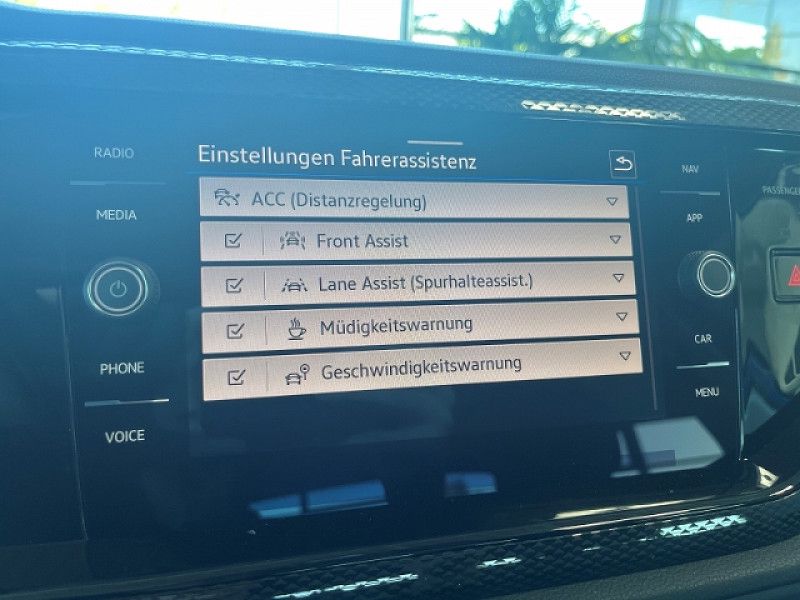 RADIO
MEDIA
PHONE
VOICE
Einstellungen Fahrerassistenz
ACC (Distanzregelung)
Front Assist
Lane Assist (Spurhalteassist.)
Müdigkeitswarnung
Geschwindigkeitswarnung
NAV
APP
CAR
MENU